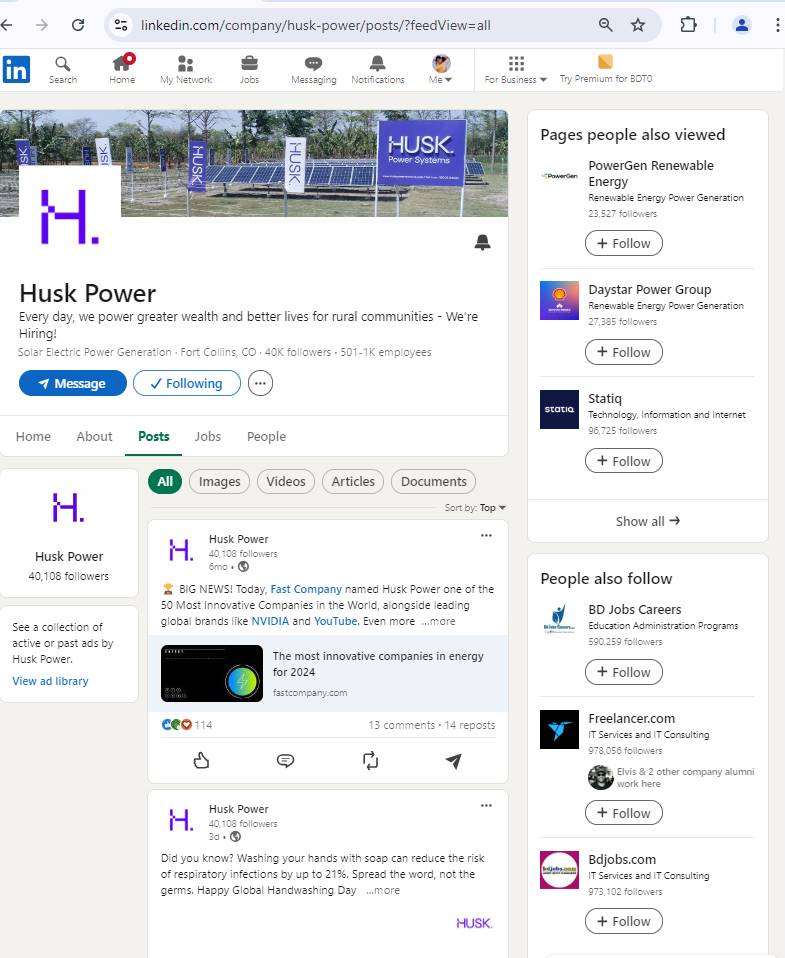 linkedin.com/company/husk-power/posts/?feedView=all
in
Search
Home
My Network
Jobs
Messaging
Notifications
Me
For Business
Try Premium for BDT0
HUSK.
HUSK.
HUSK.
Power Systems
H.
Husk Power
Every day, we power greater wealth and better lives for rural communities - We're
Hiring!
Solar Electric Power Generation · Fort Collins, CO · 40K followers · 501-1K employees
Message
Following
Home
About
Posts
Jobs
People
H.
Husk Power
40,108 followers
See a collection of
active or past ads by
Husk Power.
View ad library
All
Images
Videos
Articles
Documents
Sort by: Top
H.
Husk Power
40,108 followers
6mo •
🏆 BIG NEWS! Today, Fast Company named Husk Power one of the
50 Most Innovative Companies in the World, alongside leading
global brands like NVIDIA and YouTube. Even more ...more
The most innovative companies in energy
for 2024
fastcompany.com
114
13 comments · 14 reposts
H.
Husk Power
40,108 followers
3d •
Did you know? Washing your hands with soap can reduce the risk
of respiratory infections by up to 21%. Spread the word, not the
germs. Happy Global Handwashing Day ...more
HUSK.
Pages people also viewed
PowerGen
PowerGen Renewable
Energy
Renewable Energy Power Generation
23,527 followers
+ Follow
Daystar Power Group
Renewable Energy Power Generation
27,385 followers
+ Follow
STATIQ
Statiq
Technology, Information and Internet
96,725 followers
+ Follow
Show all →
People also follow
BD Jobs Careers
Education Administration Programs
590,259 followers
+ Follow
Freelancer.com
IT Services and IT Consulting
978,056 followers
Elvis & 2 other company alumni
work here
+ Follow
bdjobs.com
Bdjobs.com
IT Services and IT Consulting
973,102 followers
+ Follow